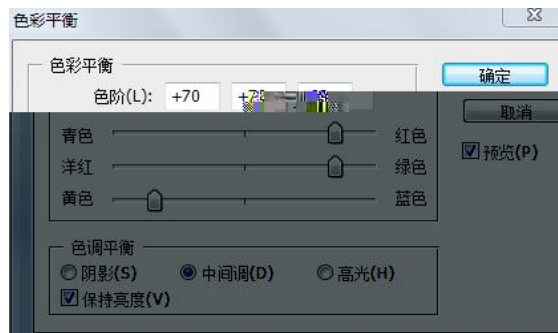 色彩平衡
色彩平衡
确定
色阶(L): +70
取消
青色 红色
预览(P)
洋红 绿色
黄色 蓝色
色调平衡
阴影(S) 中间调(D) 高光(H)
保持亮度(V)